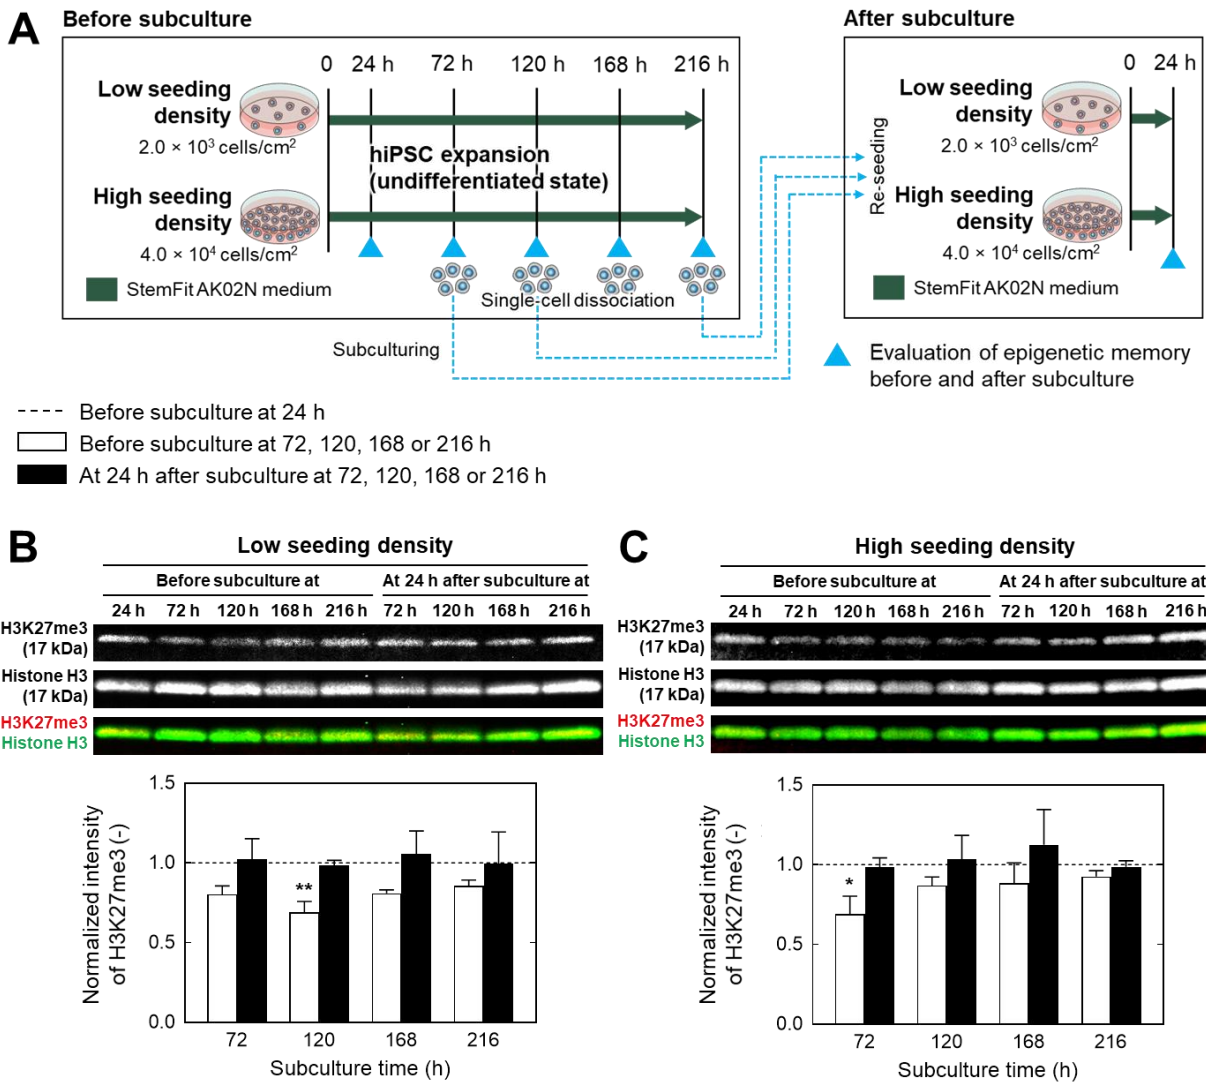 A
Before subculture
0 24 h 72 h 120 h 168 h 216 h
Low seeding
density
2.0 × 10³ cells/cm²
hiPSC expansion
(undifferentiated state)
High seeding
density
4.0 × 10⁴ cells/cm²
StemFit AK02N medium
Single-cell dissociation
Subculturing
Re-seeding
After subculture
0 24 h
Low seeding
density
2.0 × 10³ cells/cm²
High seeding
density
4.0 × 10⁴ cells/cm²
StemFit AK02N medium
Evaluation of epigenetic memory
before and after subculture
Before subculture at 24 h
Before subculture at 72, 120, 168 or 216 h
At 24 h after subculture at 72, 120, 168 or 216 h
B
Low seeding density
Before subculture at At 24 h after subculture at
24 h 72 h 120 h 168 h 216 h 72 h 120 h 168 h 216 h
H3K27me3
(17 kDa)
Histone H3
(17 kDa)
H3K27me3
Histone H3
Normalized intensity
of H3K27me3 (-)
1.5
1.0
0.5
0.0
**
72 120 168 216
Subculture time (h)
C
High seeding density
Before subculture at At 24 h after subculture at
24 h 72 h 120 h 168 h 216 h 72 h 120 h 168 h 216 h
H3K27me3
(17 kDa)
Histone H3
(17 kDa)
H3K27me3
Histone H3
Normalized intensity
of H3K27me3 (-)
1.5
1.0
0.5
0.0
*
72 120 168 216
Subculture time (h)